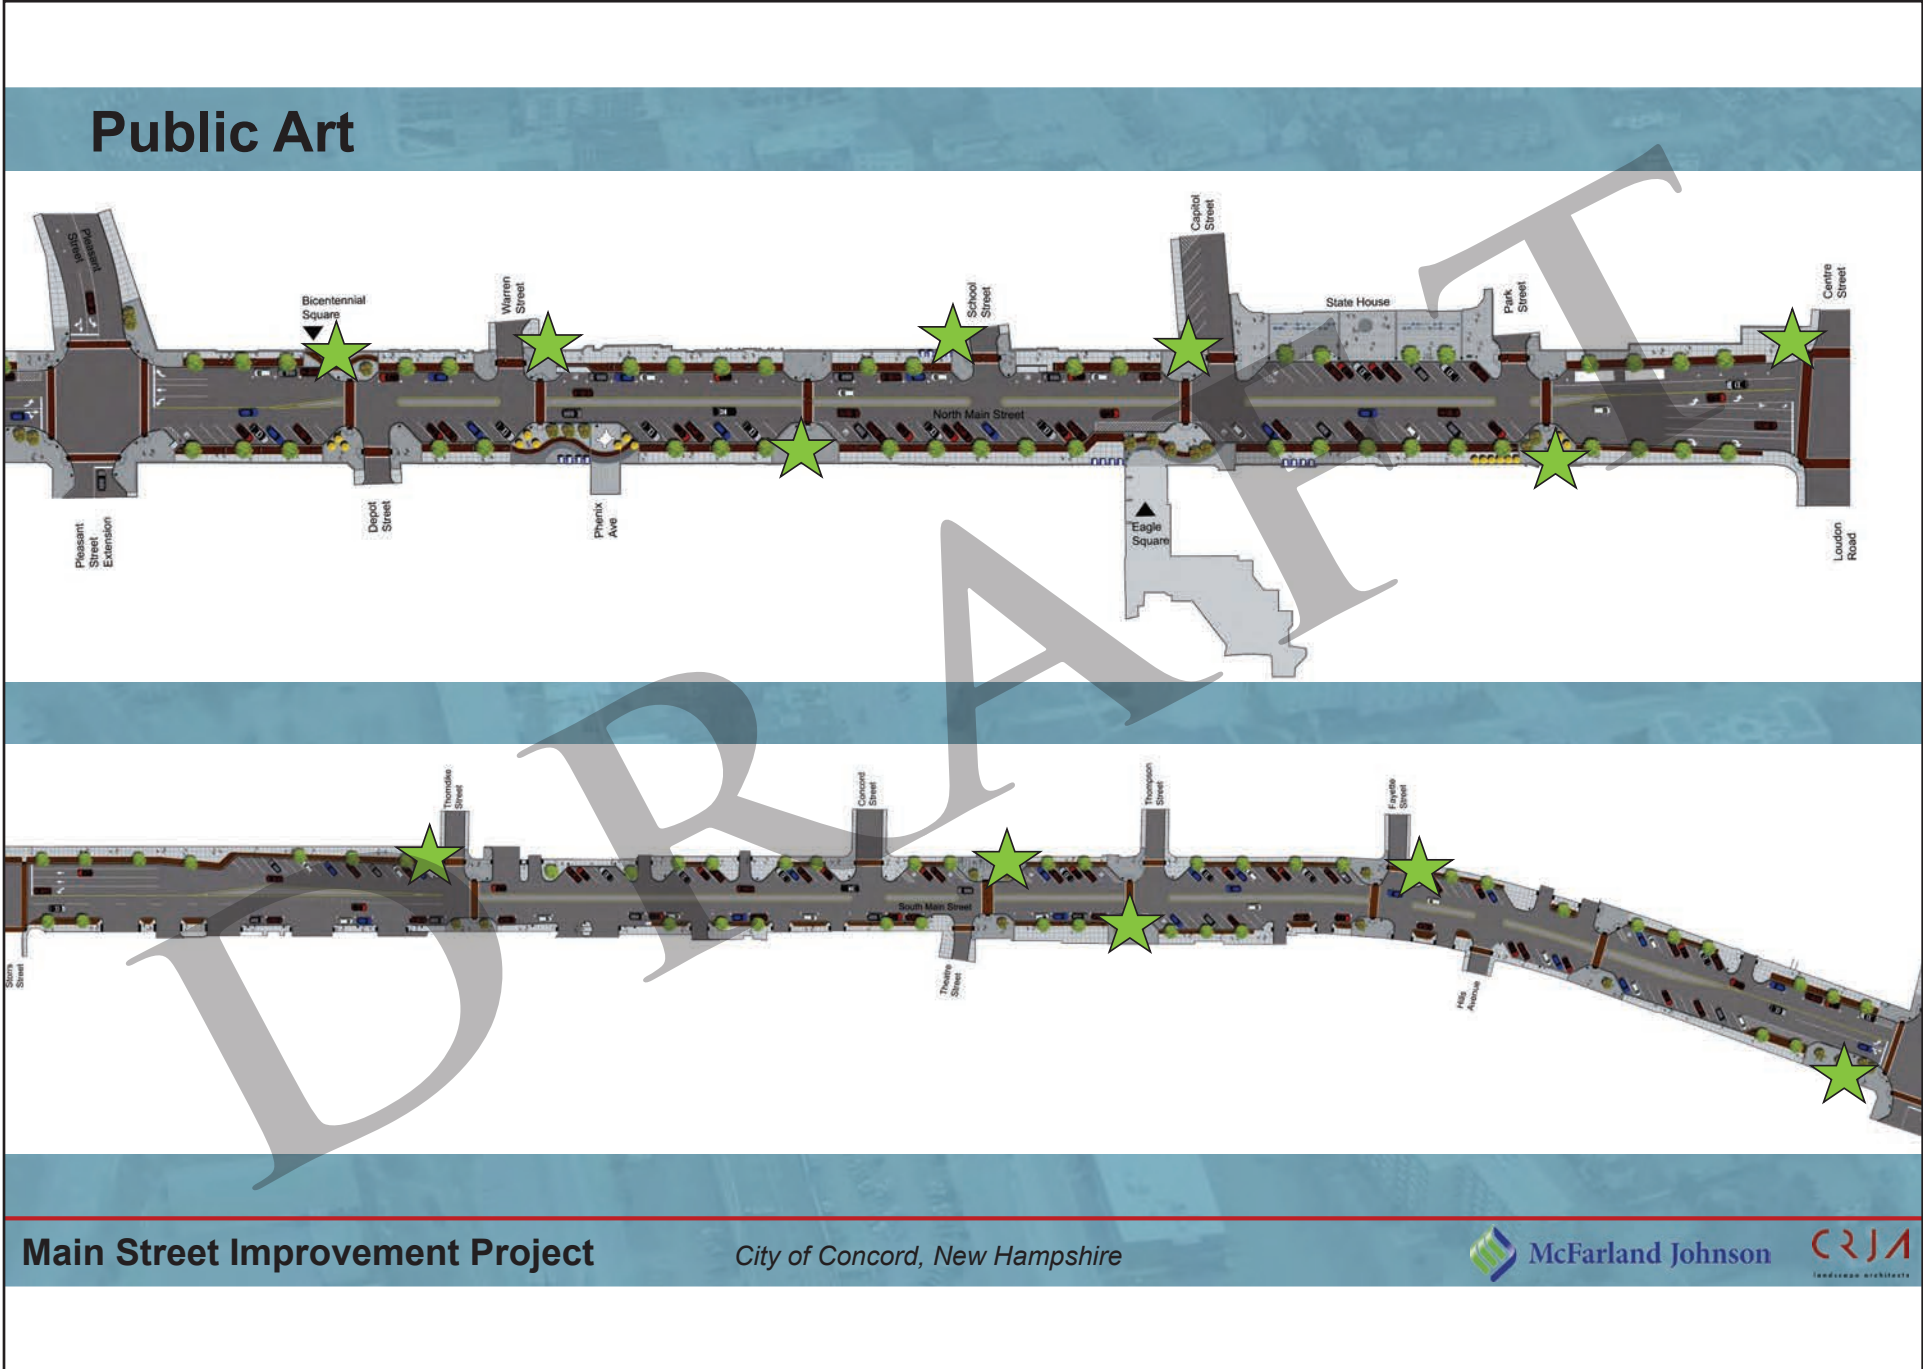 Public Art
Pleasant
Street
Bicentennial
Square
Warren
Street
School
Street
Capitol
Street
State House
Park
Street
Centre
Street
North Main Street
Pleasant
Street
Extension
Depot
Street
Phenix
Ave
Eagle
Square
Loudon
Road
DRAFT
Thorndike
Street
Concord
Street
Thompson
Street
Fayette
Street
South Main Street
Storrs
Street
Theatre
Street
Hills
Avenue
Main Street Improvement Project
City of Concord, New Hampshire
McFarland Johnson
CRJA
landscape architects